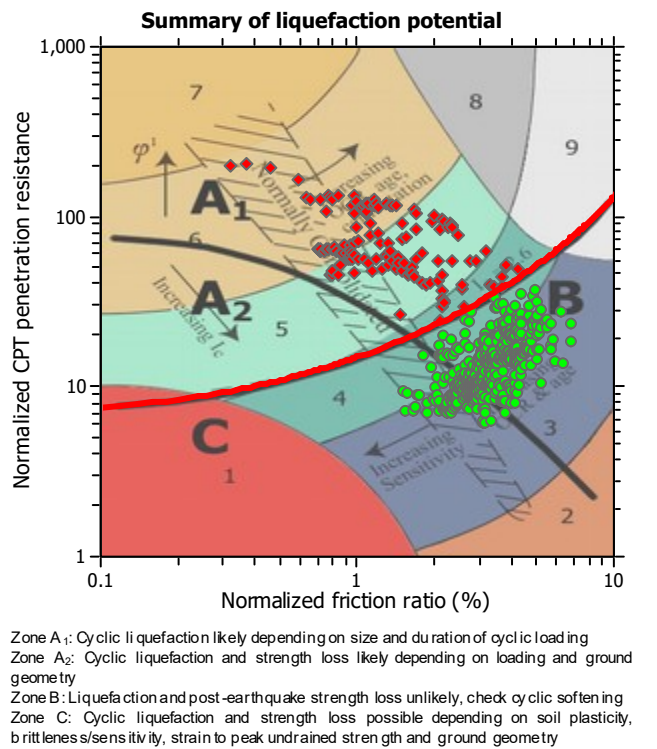 Summary of liquefaction potential
1,000
7
8
9
φ'
Increasing
Normally
A1
100
6
A2
B
Increasing Ic
5
10
4
& age
C
3
Increasing
Sensitivity
1
2
1
0.1
1
10
Normalized CPT penetration resistance
Normalized friction ratio (%)
Zone A1: Cyclic liquefaction likely depending on size and duration of cyclic loading
Zone A2: Cyclic liquefaction and strength loss likely depending on loading and ground
geometry
Zone B: Liquefaction and post-earthquake strength loss unlikely, check cyclic softening
Zone C: Cyclic liquefaction and strength loss possible depending on soil plasticity,
brittleness/sensitivity, strain to peak undrained strength and ground geometry